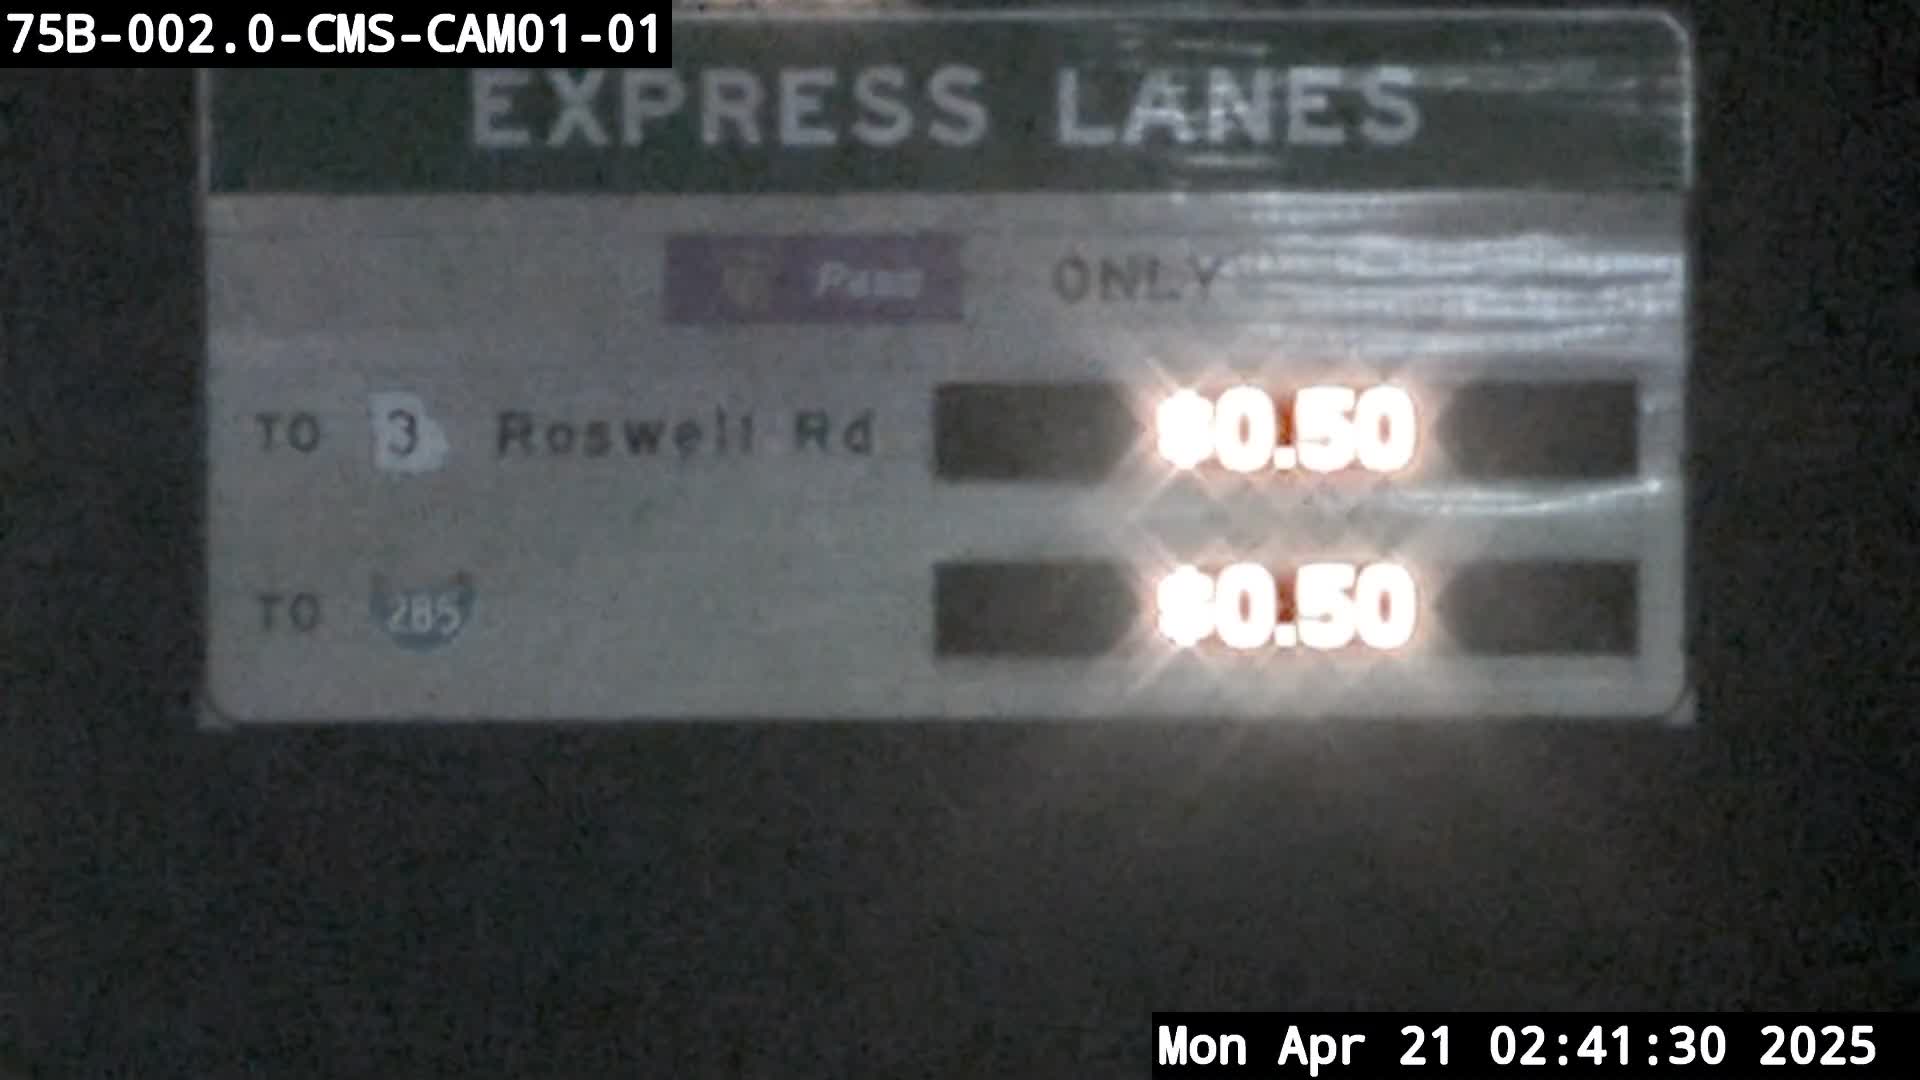 75B-002.0-CMS-CAM01-01
EXPRESS LANES
Pass ONLY
TO 3 Roswell Rd $0.50
TO 285 $0.50
Mon Apr 21 02:41:30 2025